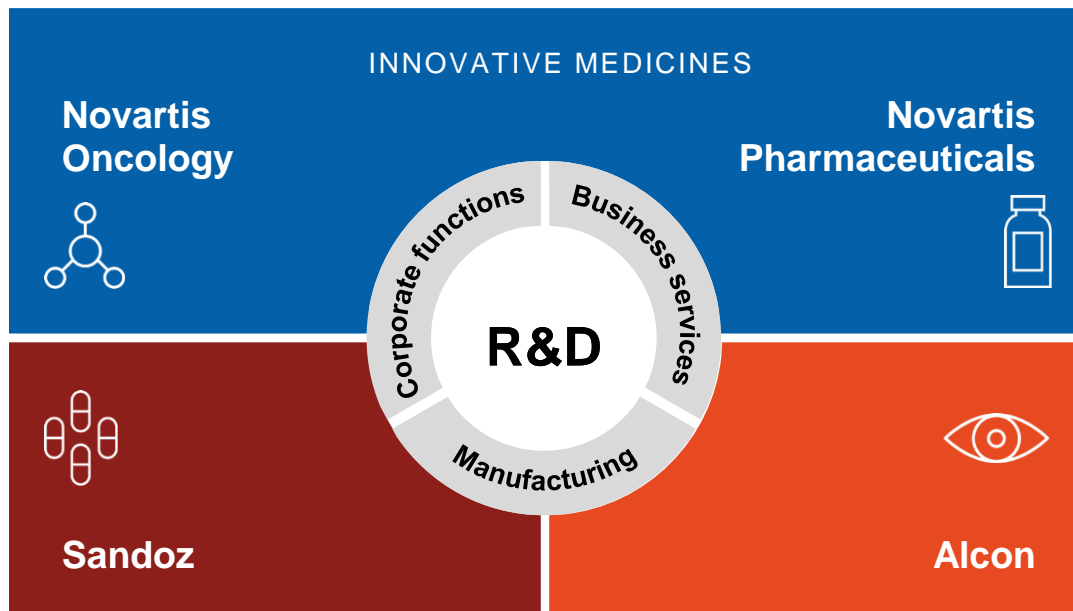 INNOVATIVE MEDICINES
Novartis
Oncology
Novartis
Pharmaceuticals
Corporate functions
Business services
R&D
Manufacturing
Sandoz
Alcon